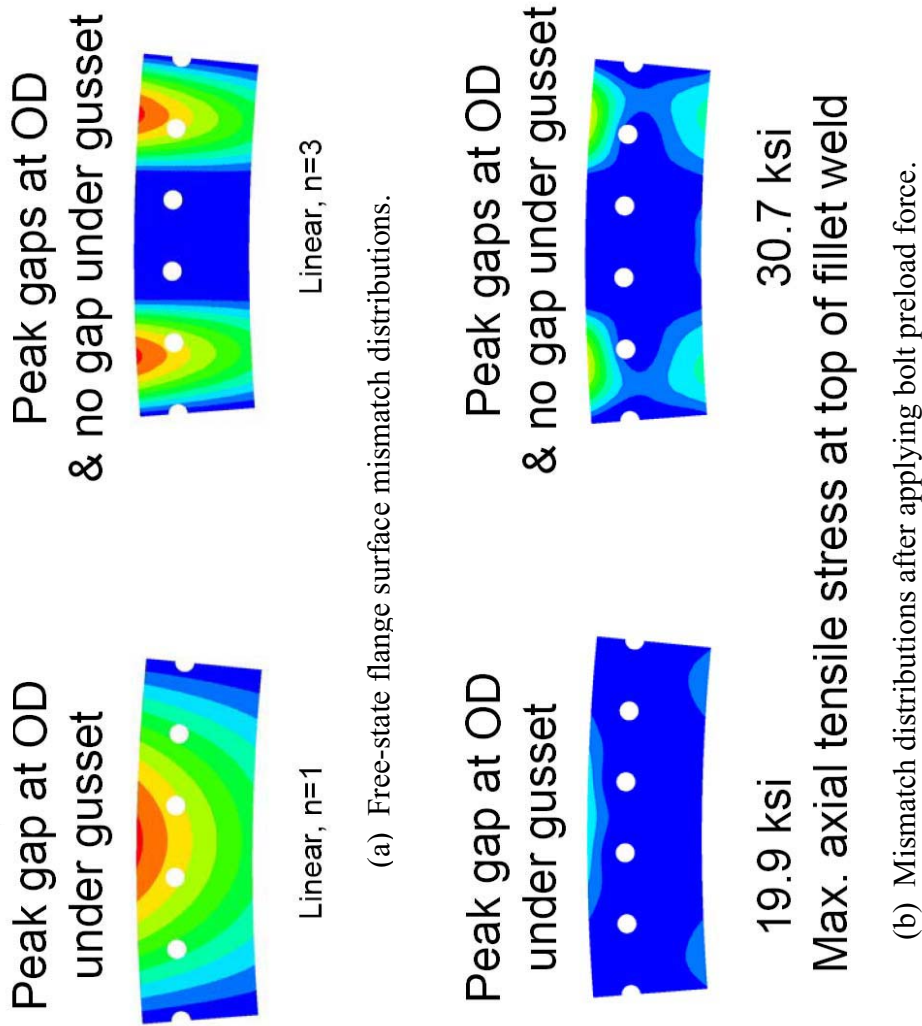 Peak gap at OD
under gusset
Peak gaps at OD
& no gap under gusset
Linear, n=1
Linear, n=3
(a) Free-state flange surface mismatch distributions.
Peak gap at OD
under gusset
Peak gaps at OD
& no gap under gusset
19.9 ksi
30.7 ksi
Max. axial tensile stress at top of fillet weld
(b) Mismatch distributions after applying bolt preload force.